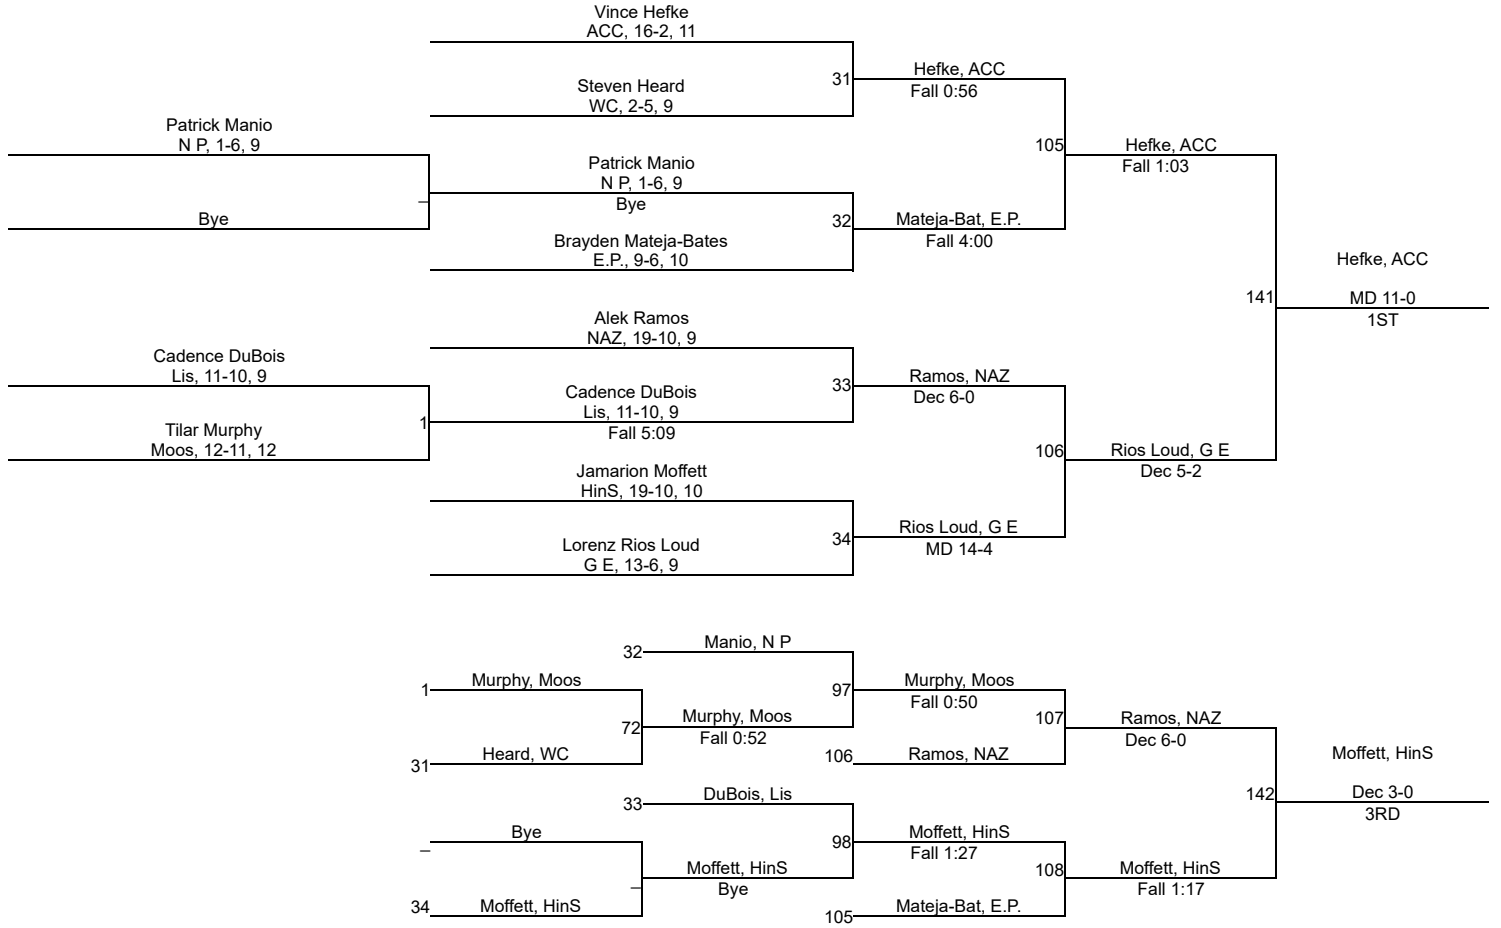 Vince Hefke
ACC, 16-2, 11
31
Hefke, ACC
Fall 0:56
Steven Heard
WC, 2-5, 9
Patrick Manio
N P, 1-6, 9
105
Hefke, ACC
Fall 1:03
Patrick Manio
N P, 1-6, 9
Bye
_
Bye
32
Mateja-Bat, E.P.
Fall 4:00
Brayden Mateja-Bates
E.P., 9-6, 10
141
Hefke, ACC
MD 11-0
1ST
Alek Ramos
NAZ, 19-10, 9
Cadence DuBois
Lis, 11-10, 9
33
Ramos, NAZ
Dec 6-0
1
Cadence DuBois
Lis, 11-10, 9
Fall 5:09
Tilar Murphy
Moos, 12-11, 12
106
Rios Loud, G E
Dec 5-2
Jamarion Moffett
HinS, 19-10, 10
34
Rios Loud, G E
MD 14-4
Lorenz Rios Loud
G E, 13-6, 9
32
Manio, N P
1
Murphy, Moos
97
Murphy, Moos
Fall 0:50
72
Murphy, Moos
Fall 0:52
107
Ramos, NAZ
Dec 6-0
31
Heard, WC
106
Ramos, NAZ
33
DuBois, Lis
142
Moffett, HinS
Dec 3-0
3RD
_
Bye
98
Moffett, HinS
Fall 1:27
_
Moffett, HinS
Bye
108
Moffett, HinS
Fall 1:17
34
Moffett, HinS
105
Mateja-Bat, E.P.